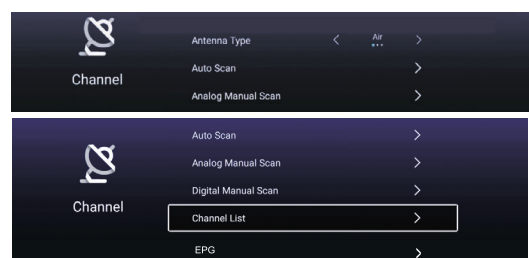 Channel
Antenna Type
Air
Auto Scan
Analog Manual Scan
Channel
Auto Scan
Analog Manual Scan
Digital Manual Scan
Channel List
EPG